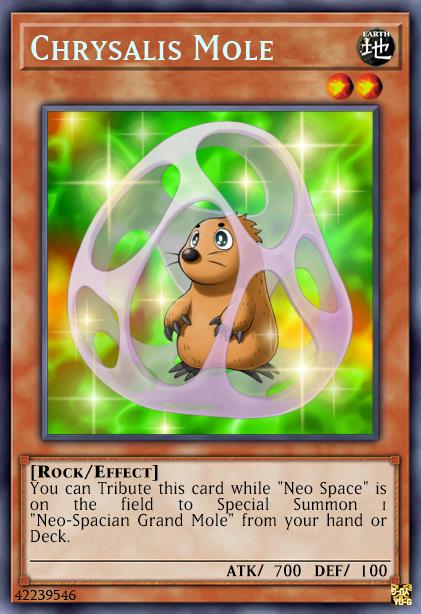 CHRYSALIS MOLE
EARTH
地
[ROCK/EFFECT]
You can Tribute this card while "Neo Space" is
on the field to Special Summon 1
"Neo-Spacian Grand Mole" from your hand or
Deck.
ATK/ 700 DEF/ 100
42239546